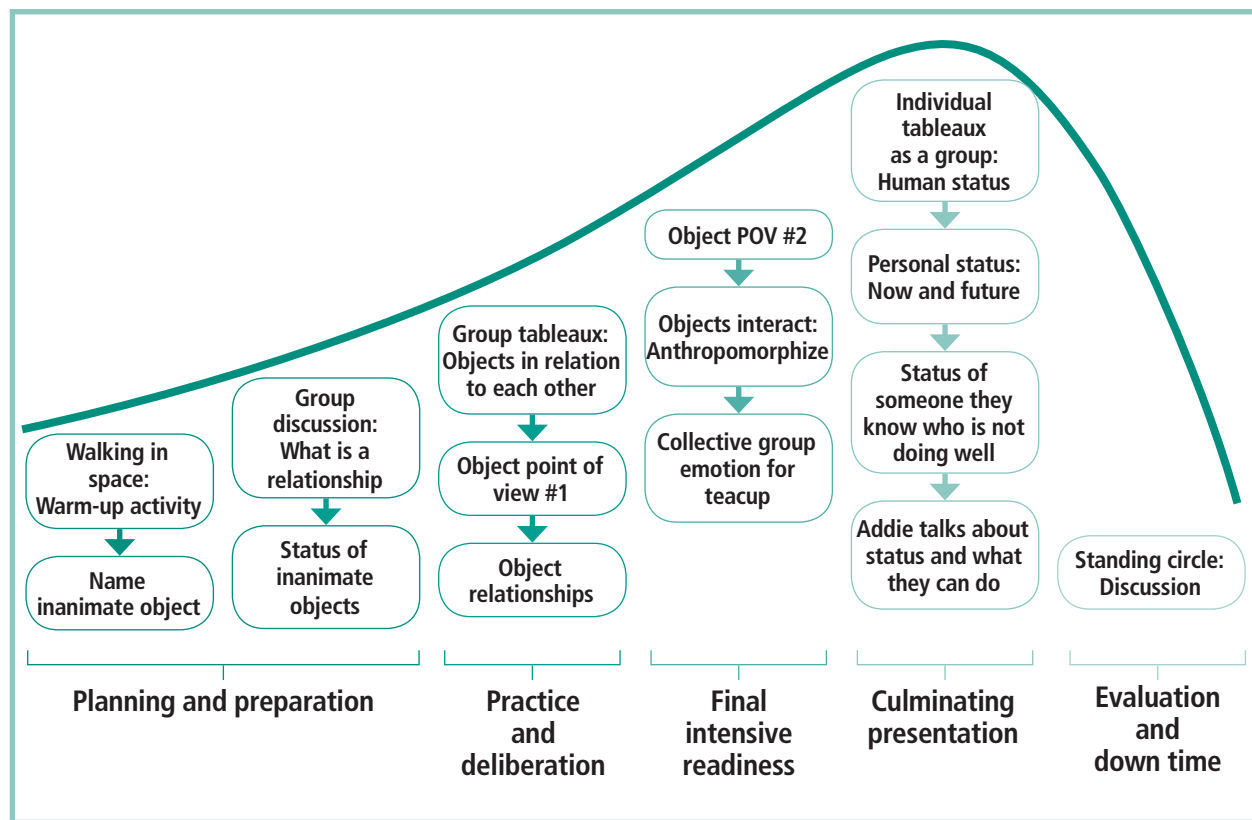 Walking in
space:
Warm-up activity
Name
inanimate object
Group
discussion:
What is a
relationship
Status of
inanimate
objects
Group tableaux:
Objects in relation
to each other
Object point of
view #1
Object
relationships
Object POV #2
Objects interact:
Anthropomorphize
Collective group
emotion for
teacup
Individual
tableaux
as a group:
Human status
Personal status:
Now and future
Status of
someone they
know who is not
doing well
Addie talks about
status and what
they can do
Standing circle:
Discussion
Planning and preparation
Practice
and
deliberation
Final
intensive
readiness
Culminating
presentation
Evaluation
and
down time